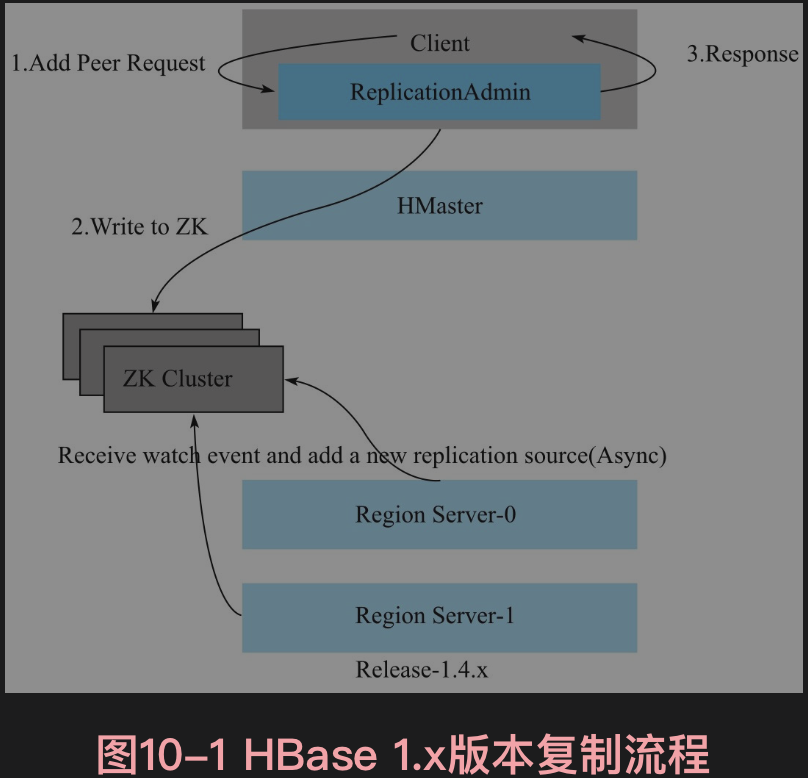 Client
1.Add Peer Request
3.Response
ReplicationAdmin
HMaster
2.Write to ZK
ZK Cluster
Receive watch event and add a new replication source(Async)
Region Server-0
Region Server-1
Release-1.4.x
图10-1 HBase 1.x版本复制流程